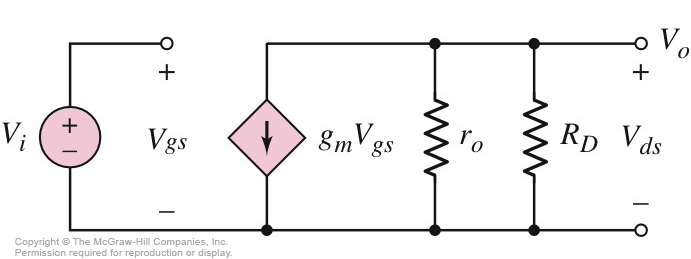 V_o
+
+
V_i
+
−
V_gs
g_mV_gs
r_o
R_D
V_ds
−
−
Copyright © The McGraw-Hill Companies, Inc.
Permission required for reproduction or display.